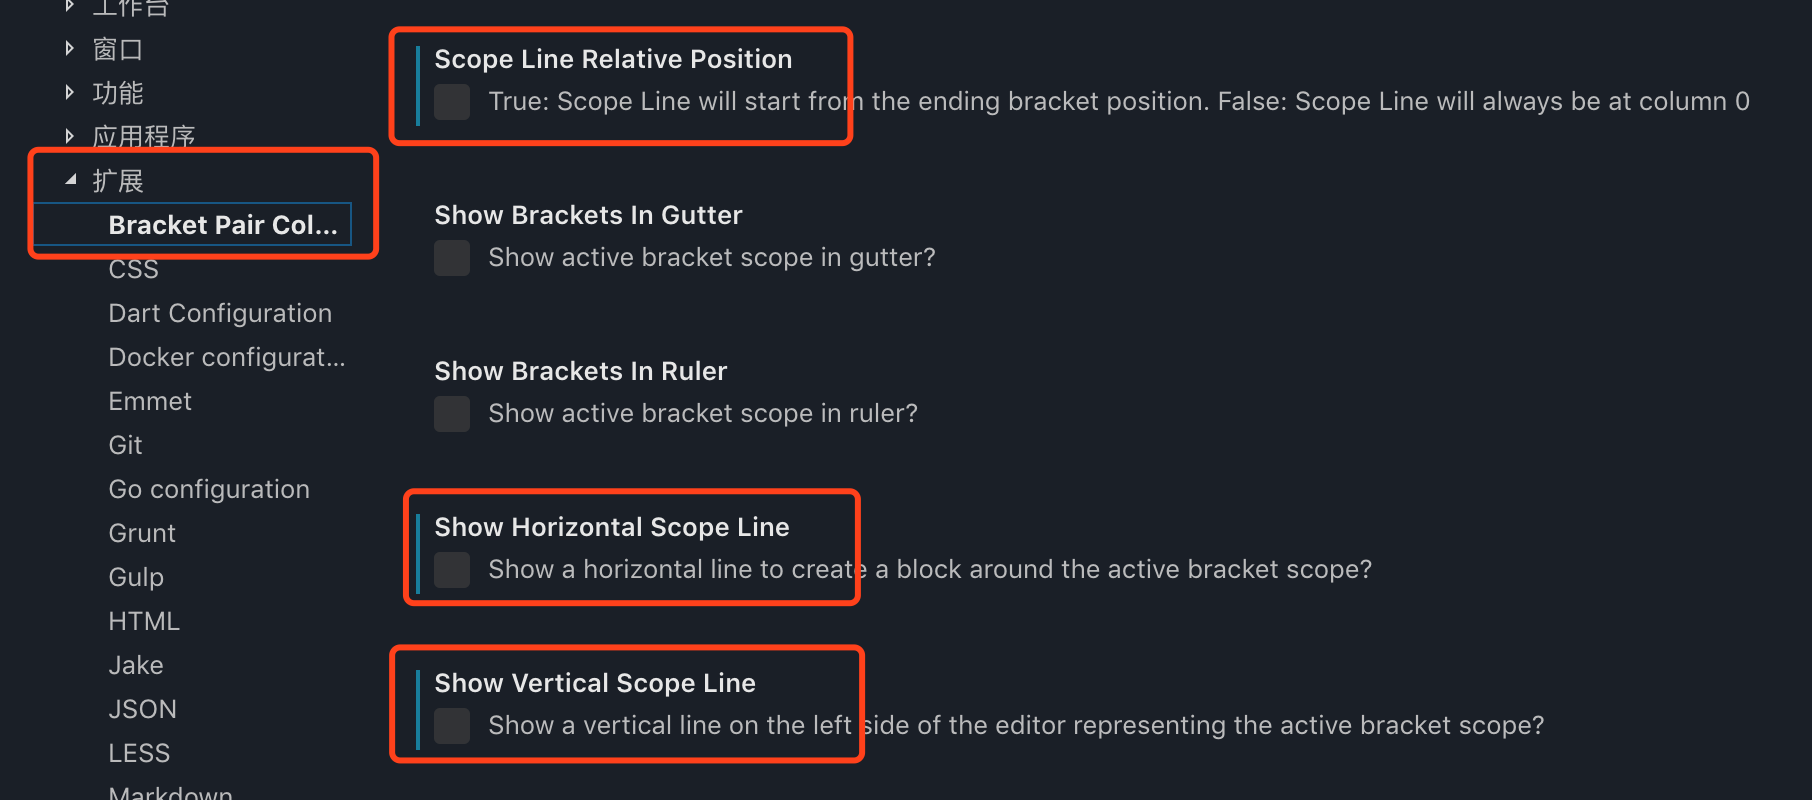 工作台
窗口
功能
应用程序
扩展
Bracket Pair Col...
CSS
Dart Configuration
Docker configurat...
Emmet
Git
Go configuration
Grunt
Gulp
HTML
Jake
JSON
LESS
Markdown
Scope Line Relative Position
True: Scope Line will start from the ending bracket position. False: Scope Line will always be at column 0
Show Brackets In Gutter
Show active bracket scope in gutter?
Show Brackets In Ruler
Show active bracket scope in ruler?
Show Horizontal Scope Line
Show a horizontal line to create a block around the active bracket scope?
Show Vertical Scope Line
Show a vertical line on the left side of the editor representing the active bracket scope?